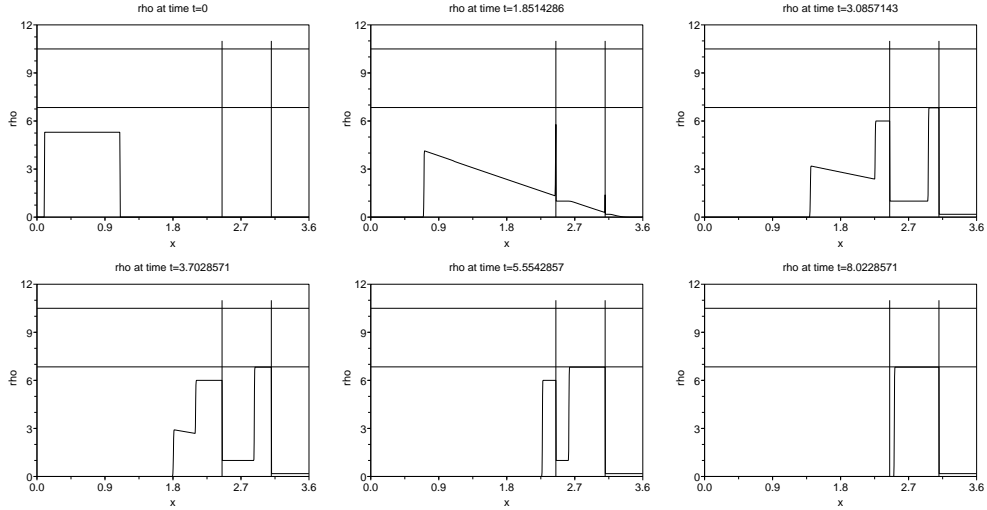 rho at time t=0
12
9
6
3
0
rho
0.0 0.9 1.8 2.7 3.6
x
rho at time t=1.8514286
12
9
6
3
0
rho
0.0 0.9 1.8 2.7 3.6
x
rho at time t=3.0857143
12
9
6
3
0
rho
0.0 0.9 1.8 2.7 3.6
x
rho at time t=3.7028571
12
9
6
3
0
rho
0.0 0.9 1.8 2.7 3.6
x
rho at time t=5.5542857
12
9
6
3
0
rho
0.0 0.9 1.8 2.7 3.6
x
rho at time t=8.0228571
12
9
6
3
0
rho
0.0 0.9 1.8 2.7 3.6
x